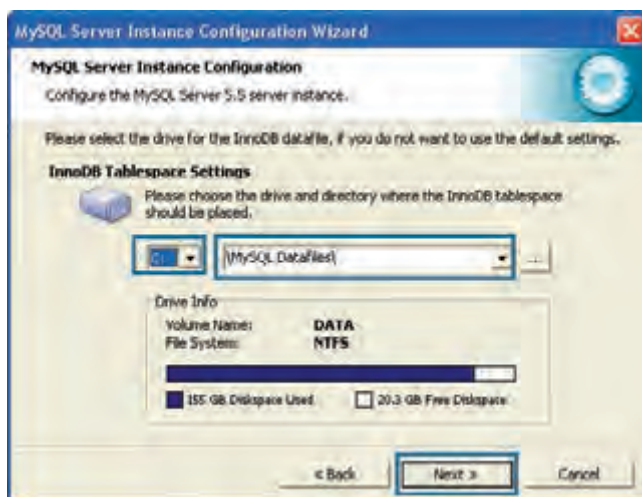 MySQL Server Instance Configuration Wizard
MySQL Server Instance Configuration
Configure the MySQL Server 5.5 server instance.
Please select the drive for the InnoDB datafile, if you do not want to use the default settings.
InnoDB Tablespace Settings
Please choose the drive and directory where the InnoDB tablespace
should be placed.
\MySQL Datafiles\ ...
Drive Info
Volume Name: DATA
File System: NTFS
155 GB Diskspace Used 20.3 GB Free Diskspace
< Back Next > Cancel